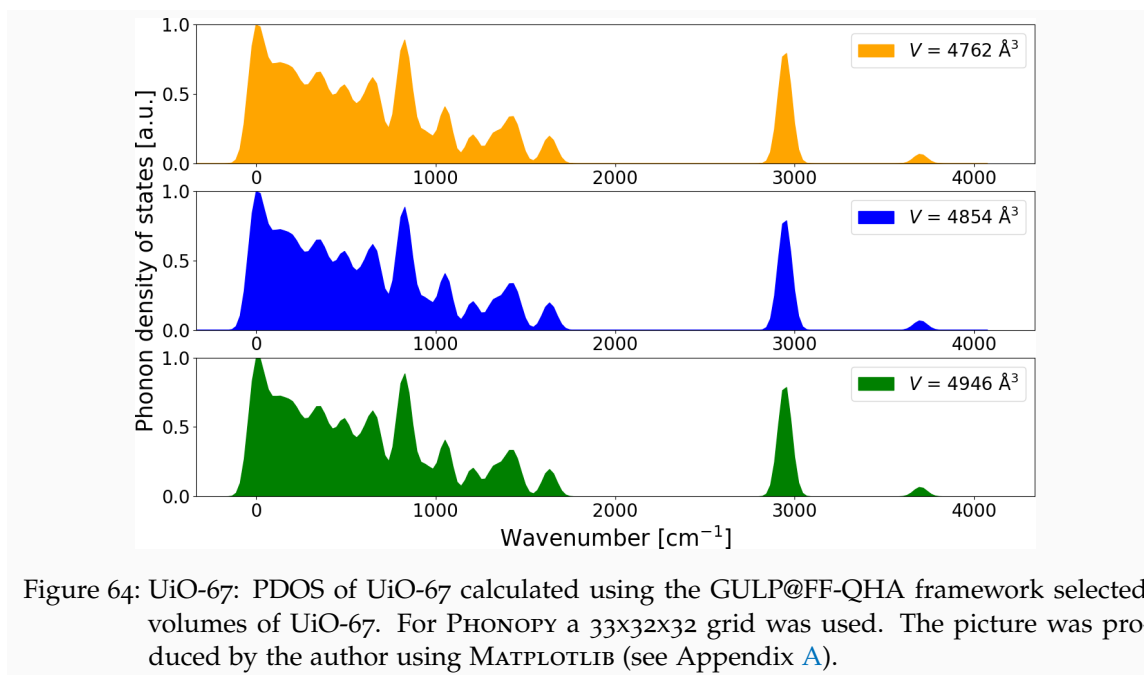 Phonon density of states [a.u.]
1.0
0.5
0.0
V = 4762 Å³
0 1000 2000 3000 4000
1.0
0.5
0.0
V = 4854 Å³
0 1000 2000 3000 4000
1.0
0.5
0.0
V = 4946 Å³
0 1000 2000 3000 4000
Wavenumber [cm⁻¹]
Figure 64: UiO-67: PDOS of UiO-67 calculated using the GULP@FF-QHA framework selected
volumes of UiO-67. For PHONOPY a 33x32x32 grid was used. The picture was pro-
duced by the author using MATPLOTLIB (see Appendix A).